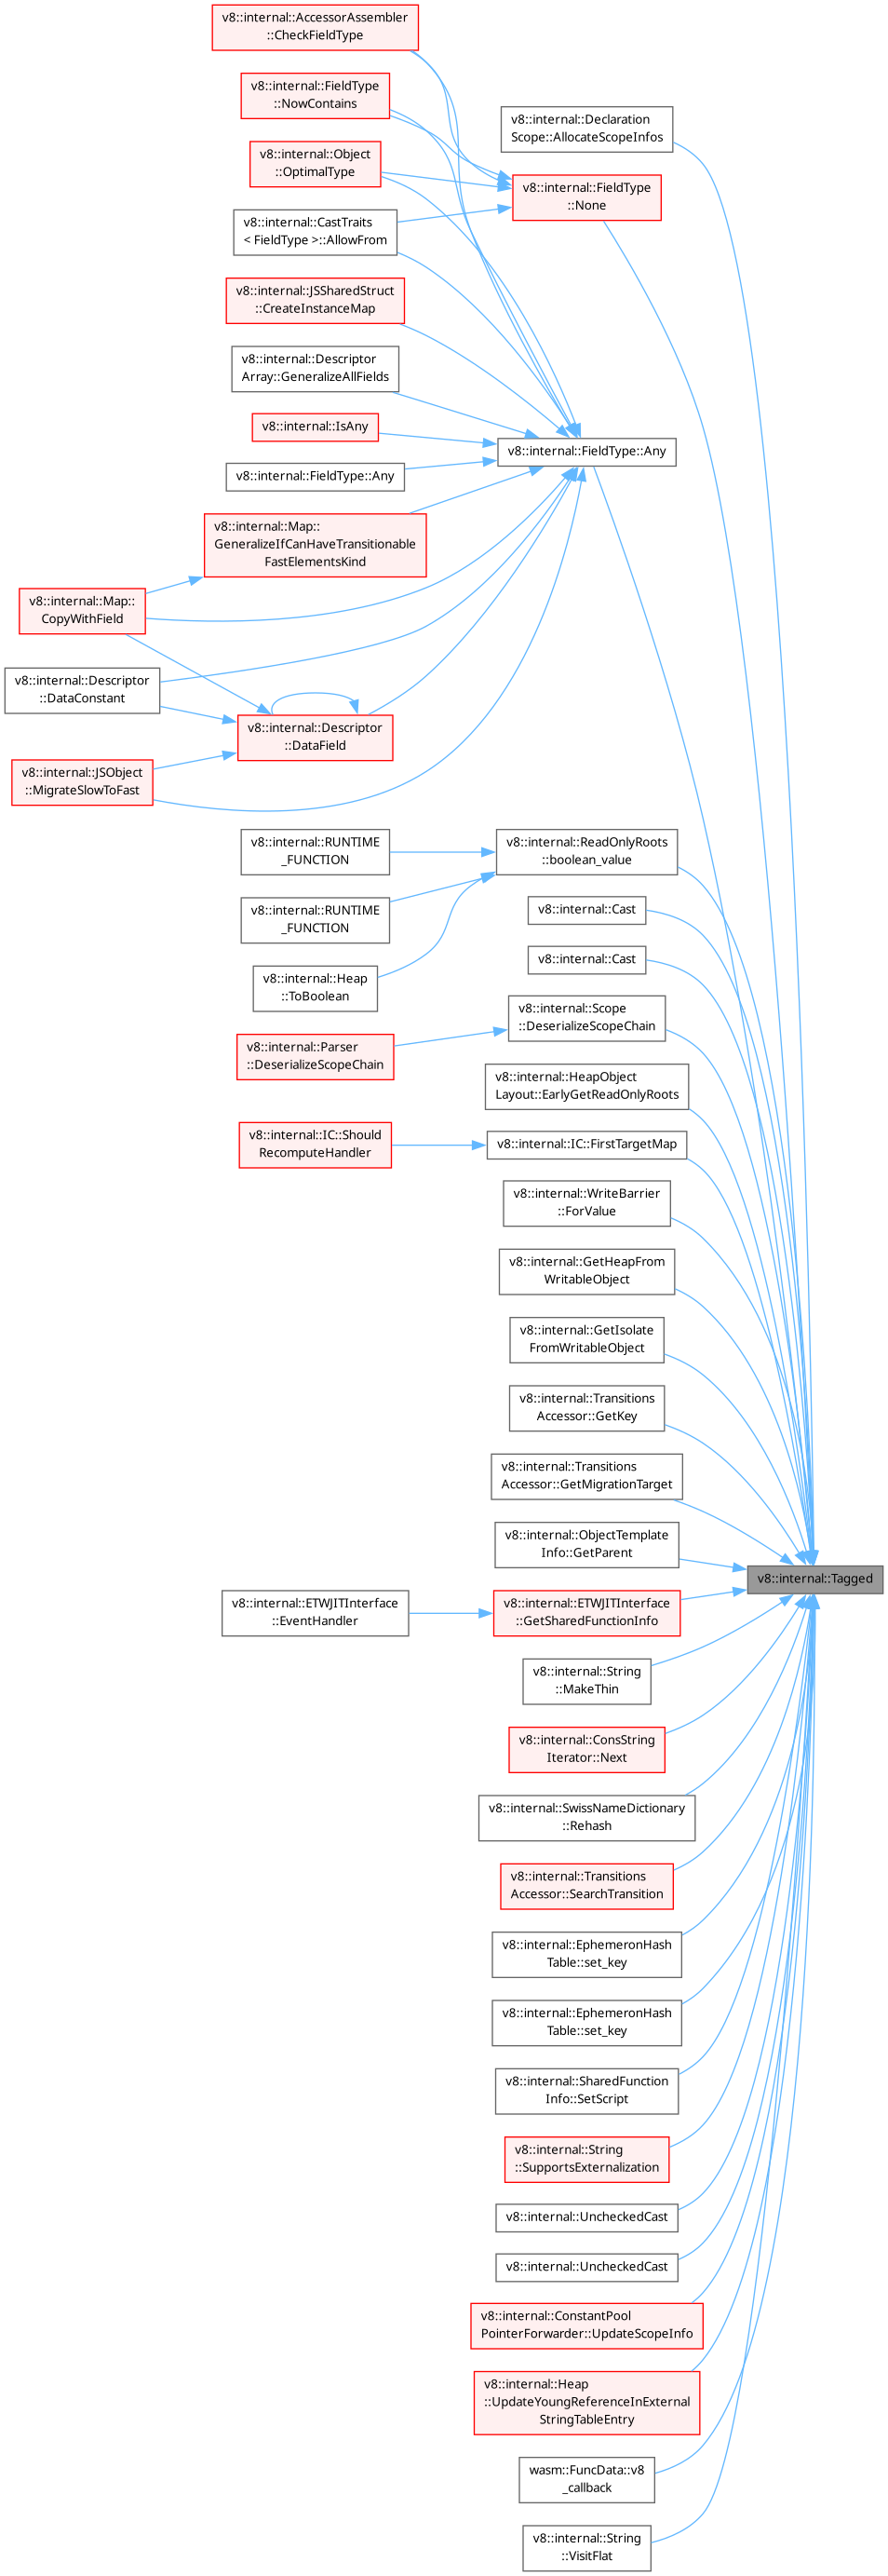 v8::internal::AccessorAssembler
::CheckFieldType
v8::internal::FieldType
::NowContains
v8::internal::Declaration
Scope::AllocateScopeInfos
v8::internal::Object
::OptimalType
v8::internal::FieldType
::None
v8::internal::CastTraits
< FieldType >::AllowFrom
v8::internal::JSSharedStruct
::CreateInstanceMap
v8::internal::Descriptor
Array::GeneralizeAllFields
v8::internal::IsAny
v8::internal::FieldType::Any
v8::internal::FieldType::Any
v8::internal::Map::
GeneralizeIfCanHaveTransitionable
FastElementsKind
v8::internal::Map::
CopyWithField
v8::internal::Descriptor
::DataConstant
v8::internal::Descriptor
::DataField
v8::internal::JSObject
::MigrateSlowToFast
v8::internal::RUNTIME
_FUNCTION
v8::internal::ReadOnlyRoots
::boolean_value
v8::internal::RUNTIME
_FUNCTION
v8::internal::Cast
v8::internal::Cast
v8::internal::Heap
::ToBoolean
v8::internal::Scope
::DeserializeScopeChain
v8::internal::Parser
::DeserializeScopeChain
v8::internal::HeapObject
Layout::EarlyGetReadOnlyRoots
v8::internal::IC::Should
RecomputeHandler
v8::internal::IC::FirstTargetMap
v8::internal::WriteBarrier
::ForValue
v8::internal::GetHeapFrom
WritableObject
v8::internal::GetIsolate
FromWritableObject
v8::internal::Transitions
Accessor::GetKey
v8::internal::Transitions
Accessor::GetMigrationTarget
v8::internal::ObjectTemplate
Info::GetParent
v8::internal::Tagged
v8::internal::ETWJITInterface
::EventHandler
v8::internal::ETWJITInterface
::GetSharedFunctionInfo
v8::internal::String
::MakeThin
v8::internal::ConsString
Iterator::Next
v8::internal::SwissNameDictionary
::Rehash
v8::internal::Transitions
Accessor::SearchTransition
v8::internal::EphemeronHash
Table::set_key
v8::internal::EphemeronHash
Table::set_key
v8::internal::SharedFunction
Info::SetScript
v8::internal::String
::SupportsExternalization
v8::internal::UncheckedCast
v8::internal::UncheckedCast
v8::internal::ConstantPool
PointerForwarder::UpdateScopeInfo
v8::internal::Heap
::UpdateYoungReferenceInExternal
StringTableEntry
wasm::FuncData::v8
_callback
v8::internal::String
::VisitFlat